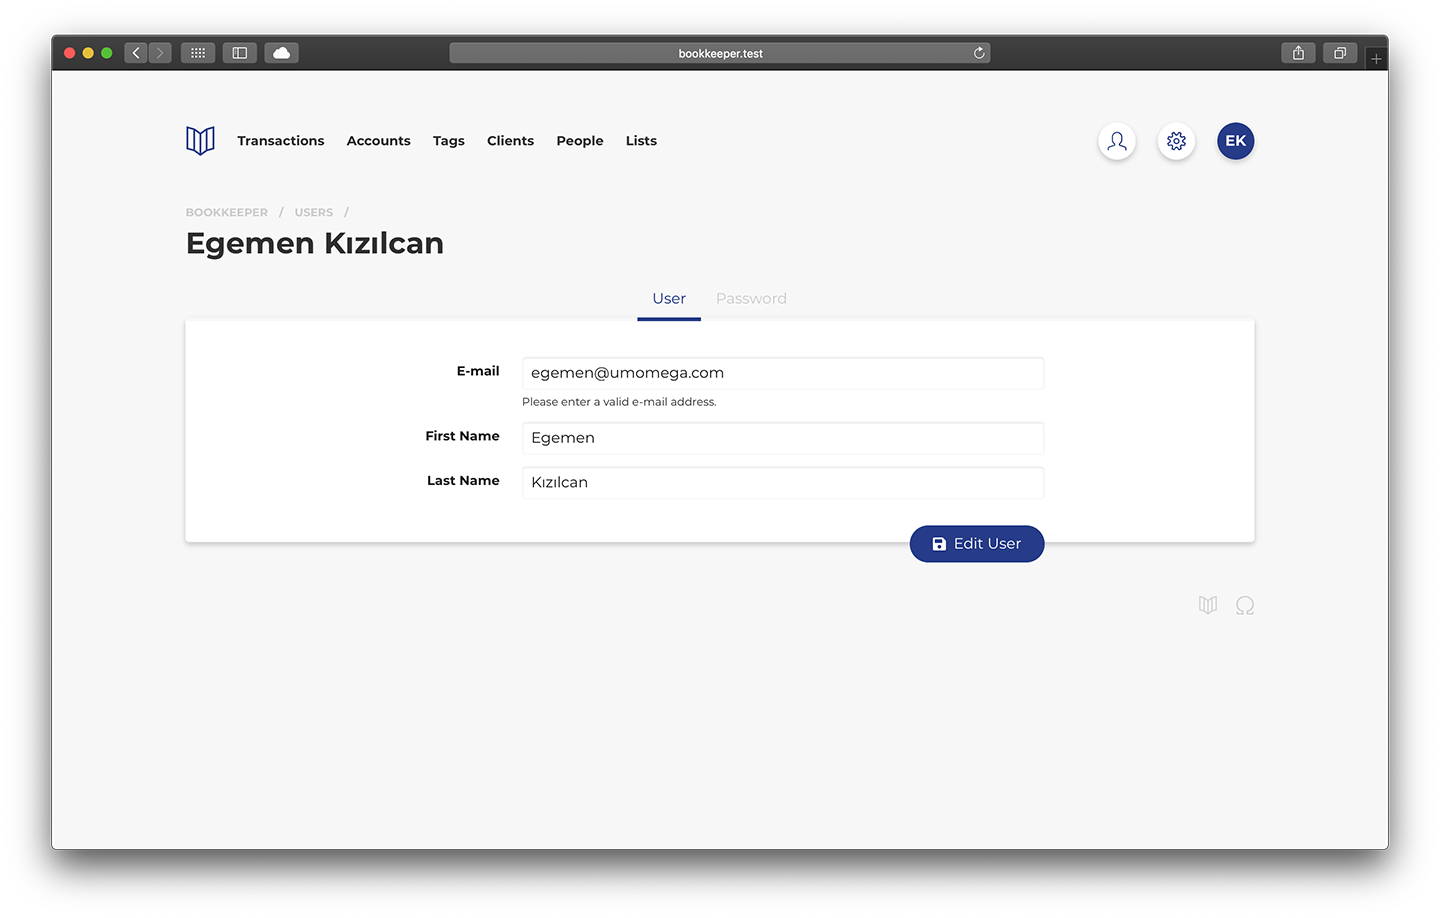 bookkeeper.test
Transactions Accounts Tags Clients People Lists EK
BOOKKEEPER / USERS /
Egemen Kızılcan
User Password
E-mail egemen@umomega.com
Please enter a valid e-mail address.
First Name Egemen
Last Name Kızılcan
Edit User